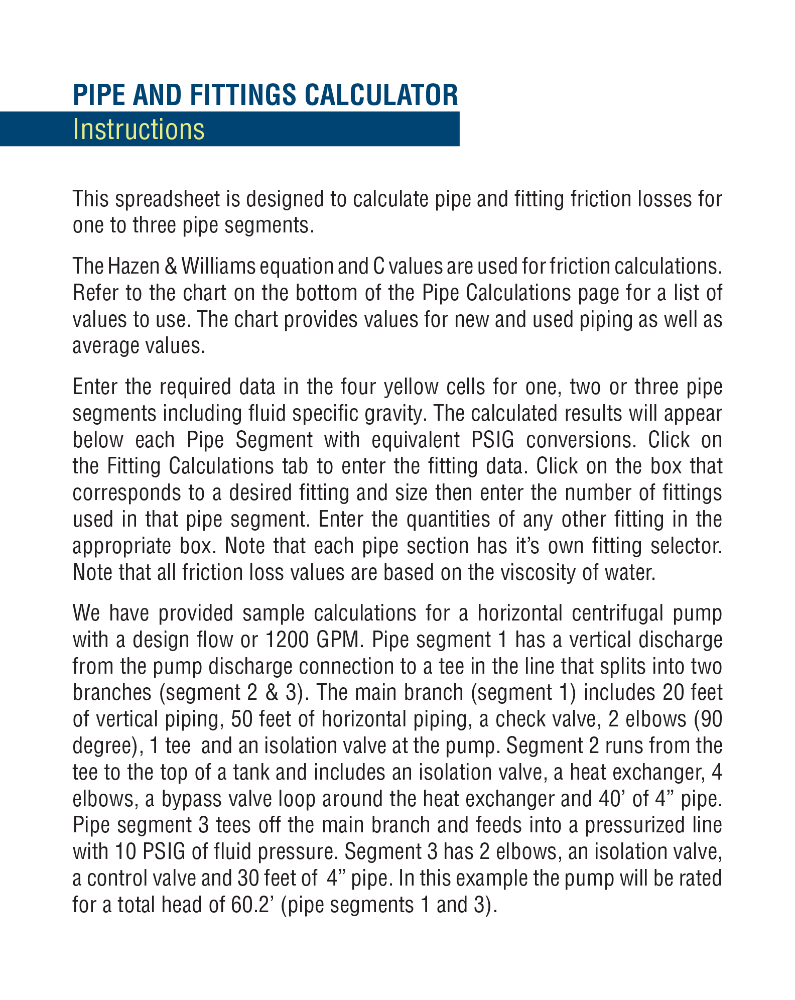 PIPE AND FITTINGS CALCULATOR
Instructions
This spreadsheet is designed to calculate pipe and fitting friction losses for
one to three pipe segments.
The Hazen & Williams equation and C values are used for friction calculations.
Refer to the chart on the bottom of the Pipe Calculations page for a list of
values to use. The chart provides values for new and used piping as well as
average values.
Enter the required data in the four yellow cells for one, two or three pipe
segments including fluid specific gravity. The calculated results will appear
below each Pipe Segment with equivalent PSIG conversions. Click on
the Fitting Calculations tab to enter the fitting data. Click on the box that
corresponds to a desired fitting and size then enter the number of fittings
used in that pipe segment. Enter the quantities of any other fitting in the
appropriate box. Note that each pipe section has it’s own fitting selector.
Note that all friction loss values are based on the viscosity of water.
We have provided sample calculations for a horizontal centrifugal pump
with a design flow or 1200 GPM. Pipe segment 1 has a vertical discharge
from the pump discharge connection to a tee in the line that splits into two
branches (segment 2 & 3). The main branch (segment 1) includes 20 feet
of vertical piping, 50 feet of horizontal piping, a check valve, 2 elbows (90
degree), 1 tee  and an isolation valve at the pump. Segment 2 runs from the
tee to the top of a tank and includes an isolation valve, a heat exchanger, 4
elbows, a bypass valve loop around the heat exchanger and 40’ of 4” pipe.
Pipe segment 3 tees off the main branch and feeds into a pressurized line
with 10 PSIG of fluid pressure. Segment 3 has 2 elbows, an isolation valve,
a control valve and 30 feet of  4” pipe. In this example the pump will be rated
for a total head of 60.2’ (pipe segments 1 and 3).